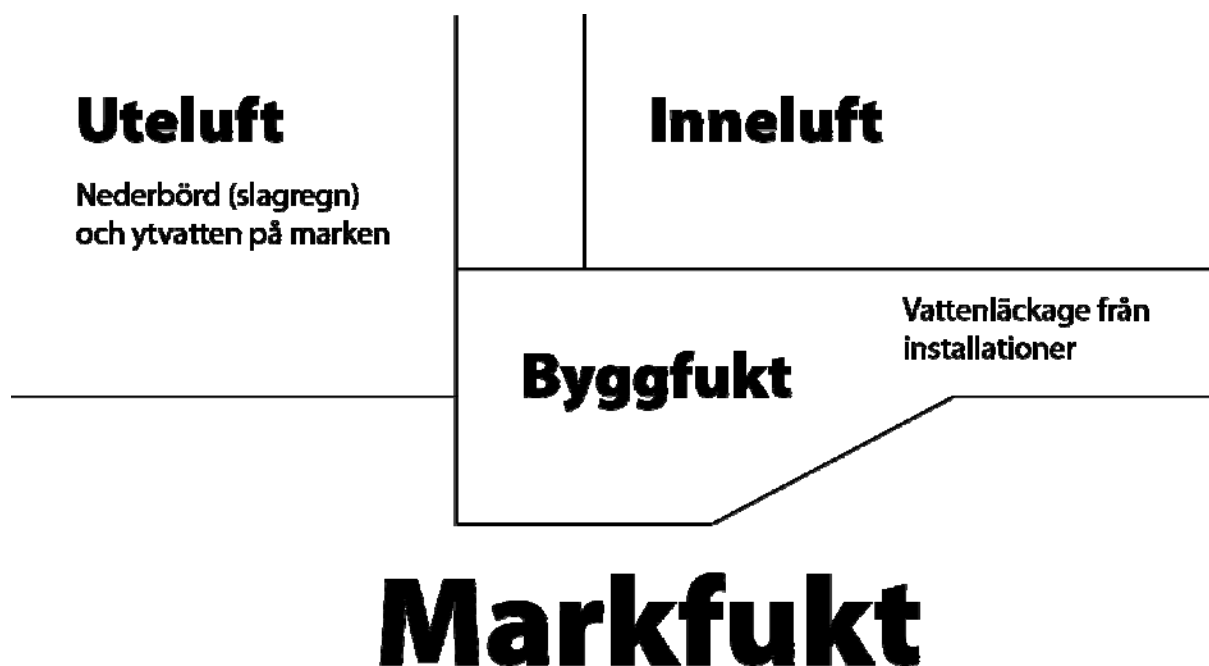 Uteluft
Nederbörd (slagregn)
och ytvatten på marken
Inneluft
Vattenläckage från
installationer
Byggfukt
Markfukt